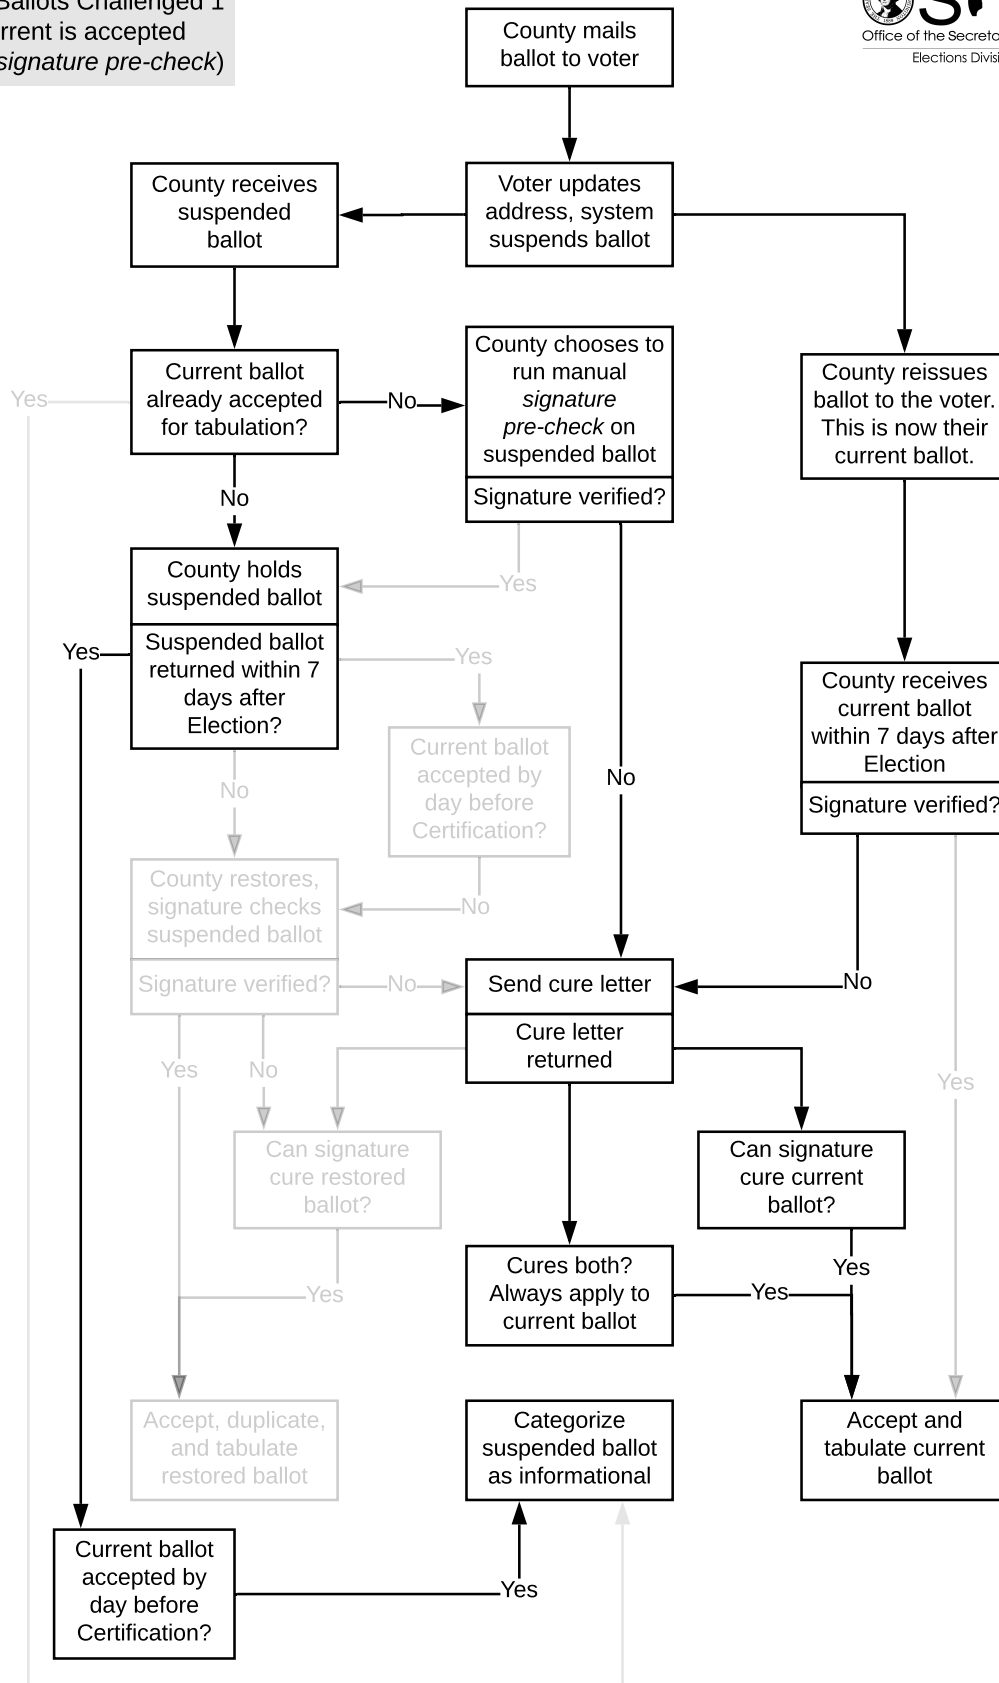 Ballots Challenged 1
rrent is accepted
signature pre-check)
Office of the Secreta
Elections Divisi
County mails
ballot to voter
County receives
suspended
ballot
Voter updates
address, system
suspends ballot
Current ballot
already accepted
for tabulation?
Yes
No
No
County chooses to
run manual
signature
pre-check on
suspended ballot
Signature verified?
County reissues
ballot to the voter.
This is now their
current ballot.
County holds
suspended ballot
Yes
Suspended ballot
returned within 7
days after
Election?
Yes
Yes
No
Current ballot
accepted by
day before
Certification?
No
No
County receives
current ballot
within 7 days after
Election
Signature verified?
County restores,
signature checks
suspended ballot
Signature verified?
No
Send cure letter
No
Cure letter
returned
Yes
No
Yes
Can signature
cure restored
ballot?
Can signature
cure current
ballot?
Yes
Cures both?
Always apply to
current ballot
Yes
Yes
Accept, duplicate,
and tabulate
restored ballot
Categorize
suspended ballot
as informational
Accept and
tabulate current
ballot
Current ballot
accepted by
day before
Certification?
Yes